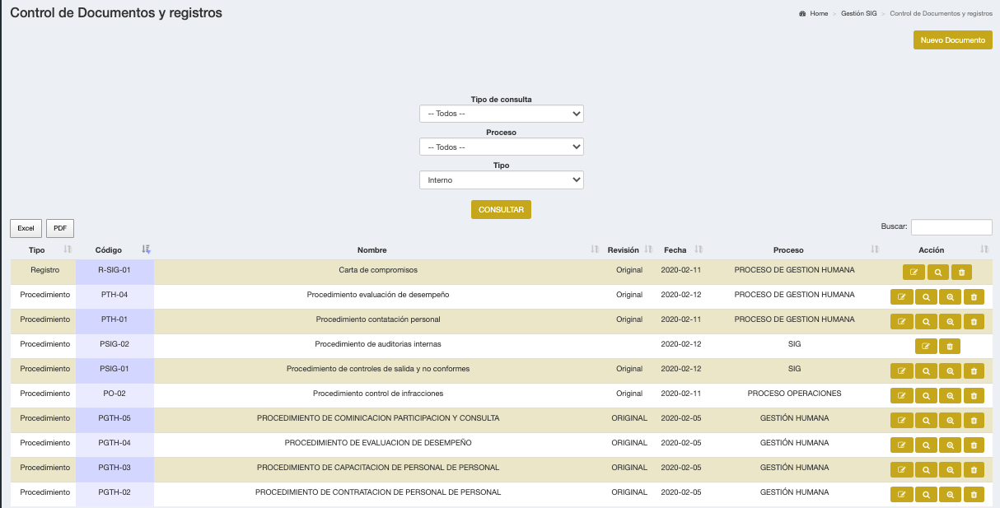 Control de Documentos y registros
Home > Gestión SIG > Control de Documentos y registros
Nuevo Documento
Tipo de consulta
-- Todos --
Proceso
-- Todos --
Tipo
Interno
CONSULTAR
Excel PDF Buscar:
Tipo Código Nombre Revisión Fecha Proceso Acción
Registro R-SIG-01 Carta de compromisos Original 2020-02-11 PROCESO DE GESTION HUMANA
Procedimiento PTH-04 Procedimiento evaluación de desempeño Original 2020-02-12 PROCESO DE GESTION HUMANA
Procedimiento PTH-01 Procedimiento contatación personal Original 2020-02-11 PROCESO DE GESTION HUMANA
Procedimiento PSIG-02 Procedimiento de auditorias internas 2020-02-12 SIG
Procedimiento PSIG-01 Procedimiento de controles de salida y no conformes Original 2020-02-12 SIG
Procedimiento PO-02 Procedimiento control de infracciones Original 2020-02-11 PROCESO OPERACIONES
Procedimiento PGTH-05 PROCEDIMIENTO DE COMINICACION PARTICIPACION Y CONSULTA ORIGINAL 2020-02-05 GESTIÓN HUMANA
Procedimiento PGTH-04 PROCEDIMIENTO DE EVALUACION DE DESEMPEÑO ORIGINAL 2020-02-05 GESTIÓN HUMANA
Procedimiento PGTH-03 PROCEDIMIENTO DE CAPACITACION DE PERSONAL DE PERSONAL ORIGINAL 2020-02-05 GESTIÓN HUMANA
Procedimiento PGTH-02 PROCEDIMIENTO DE CONTRATACION DE PERSONAL DE PERSONAL ORIGINAL 2020-02-05 GESTIÓN HUMANA